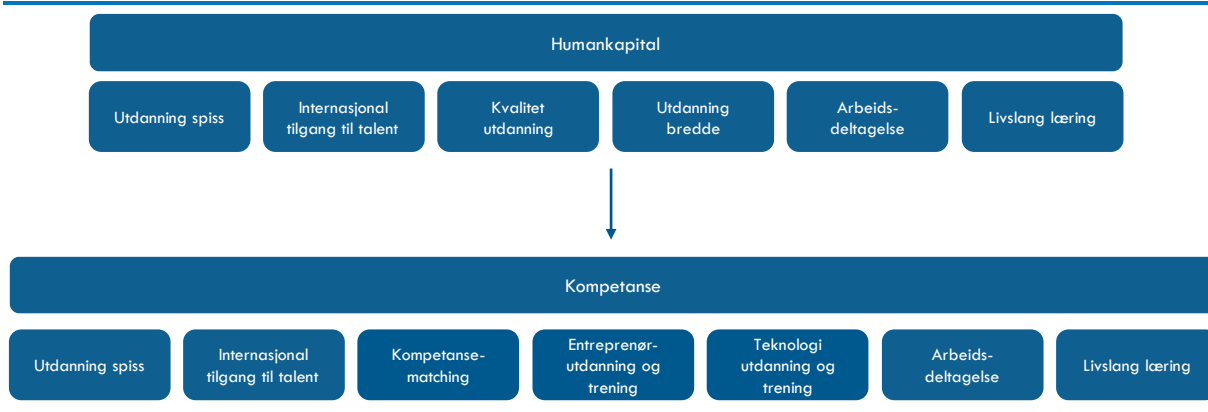 Humankapital
Utdanning spiss
Internasjonal
tilgang til talent
Kvalitet
utdanning
Utdanning
bredde
Arbeids-
deltagelse
Livslang læring
Kompetanse
Utdanning spiss
Internasjonal
tilgang til talent
Kompetanse-
matching
Entreprenør-
utdanning og
trening
Teknologi
utdanning og
trening
Arbeids-
deltagelse
Livslang læring